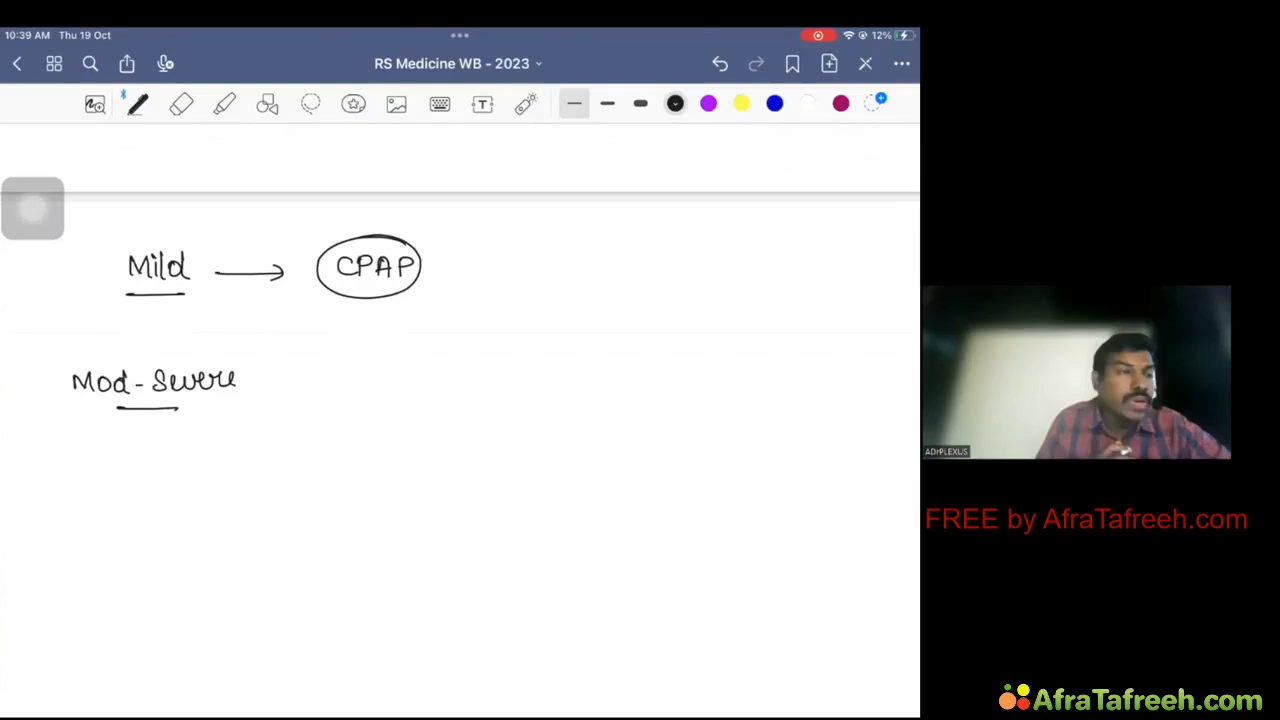 10:39 AM Thu 19 Oct
12%
RS Medicine WB - 2023
Mild → CPAP
Mod - Severe
ADrPLEXUS
FREE by AfraTafreeh.com
AfraTafreeh.com